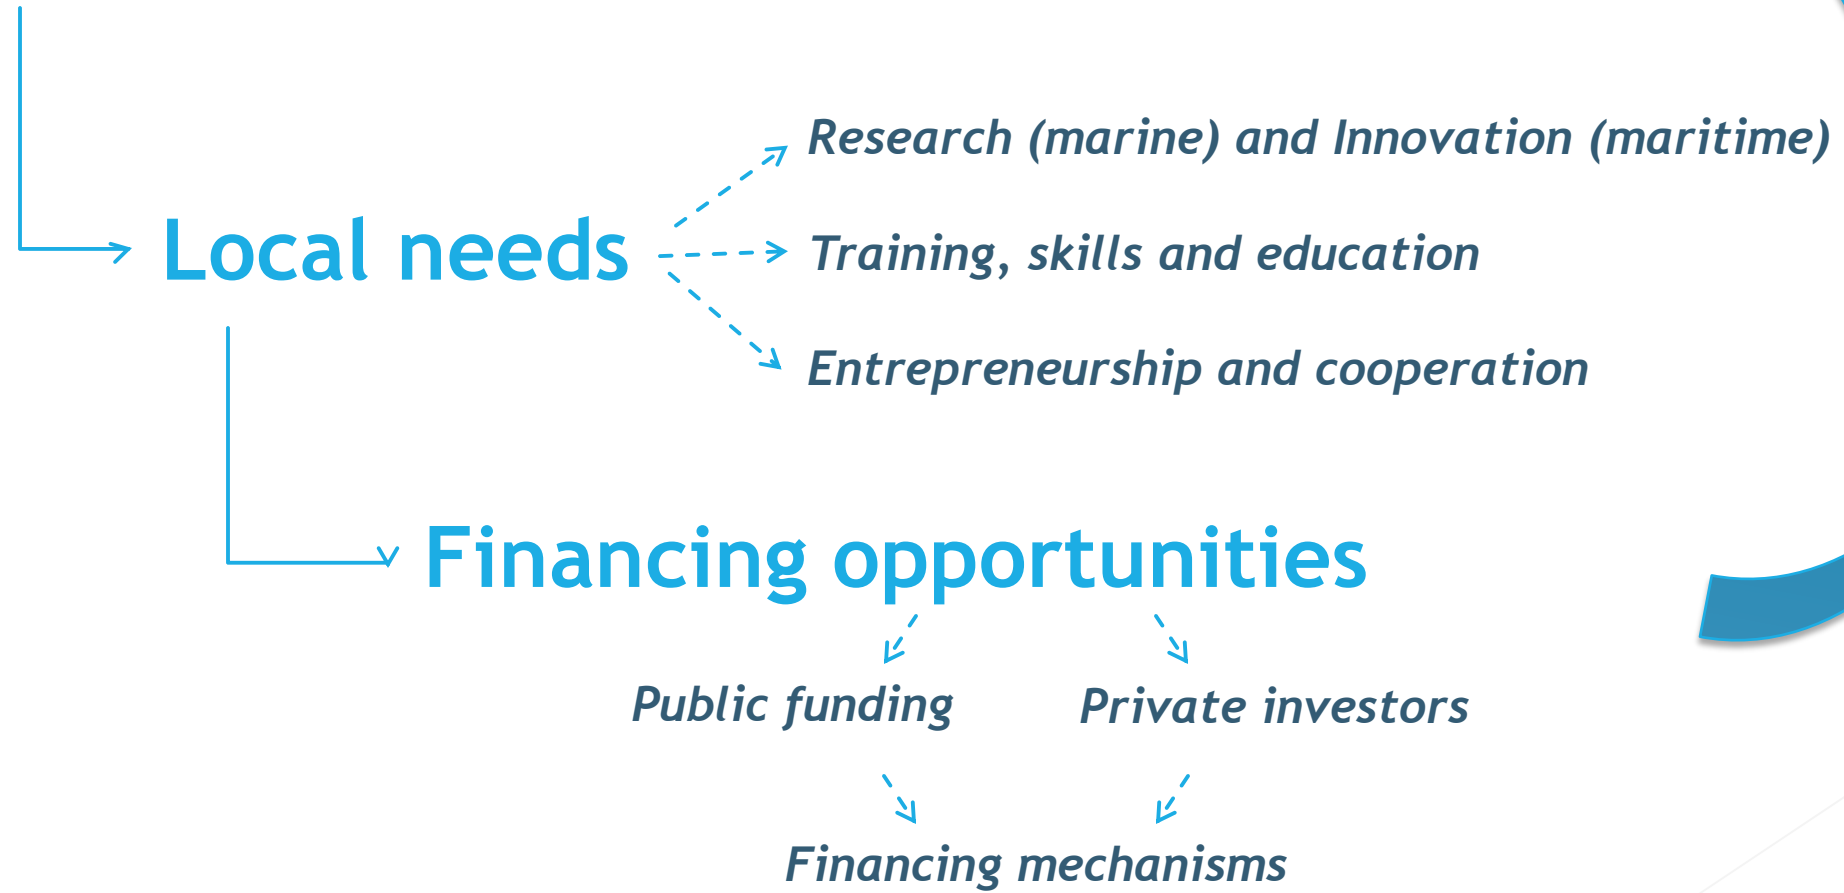 Research (marine) and Innovation (maritime)
Local needs
Training, skills and education
Entrepreneurship and cooperation
Financing opportunities
Public funding
Private investors
Financing mechanisms